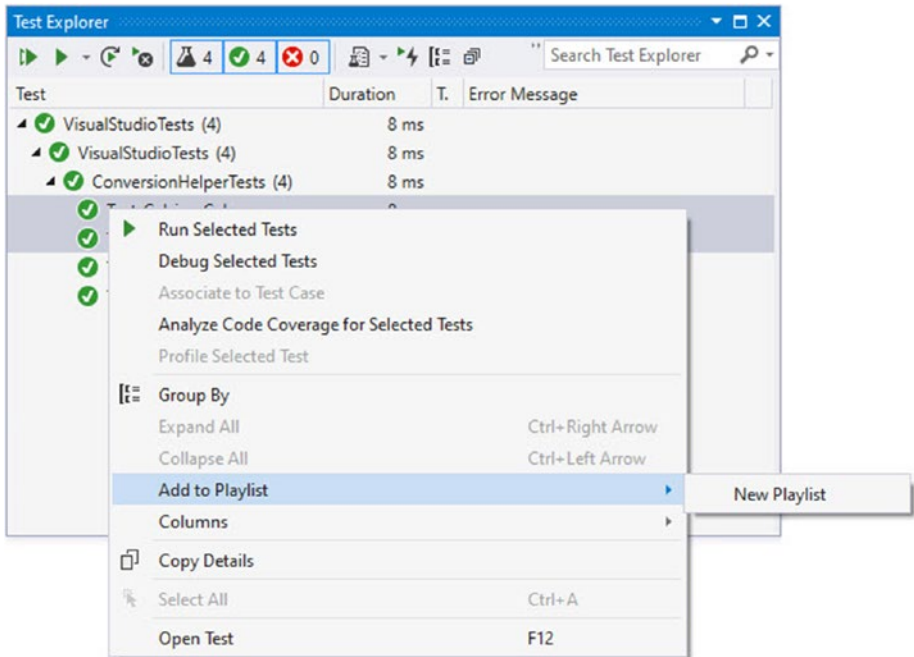 Test Explorer
4 4 0 Search Test Explorer
Test Duration T. Error Message
VisualStudioTests (4) 8 ms
VisualStudioTests (4) 8 ms
ConversionHelperTests (4) 8 ms
Run Selected Tests
Debug Selected Tests
Associate to Test Case
Analyze Code Coverage for Selected Tests
Profile Selected Test
Group By
Expand All Ctrl+Right Arrow
Collapse All Ctrl+Left Arrow
Add to Playlist New Playlist
Columns
Copy Details
Select All Ctrl+A
Open Test F12